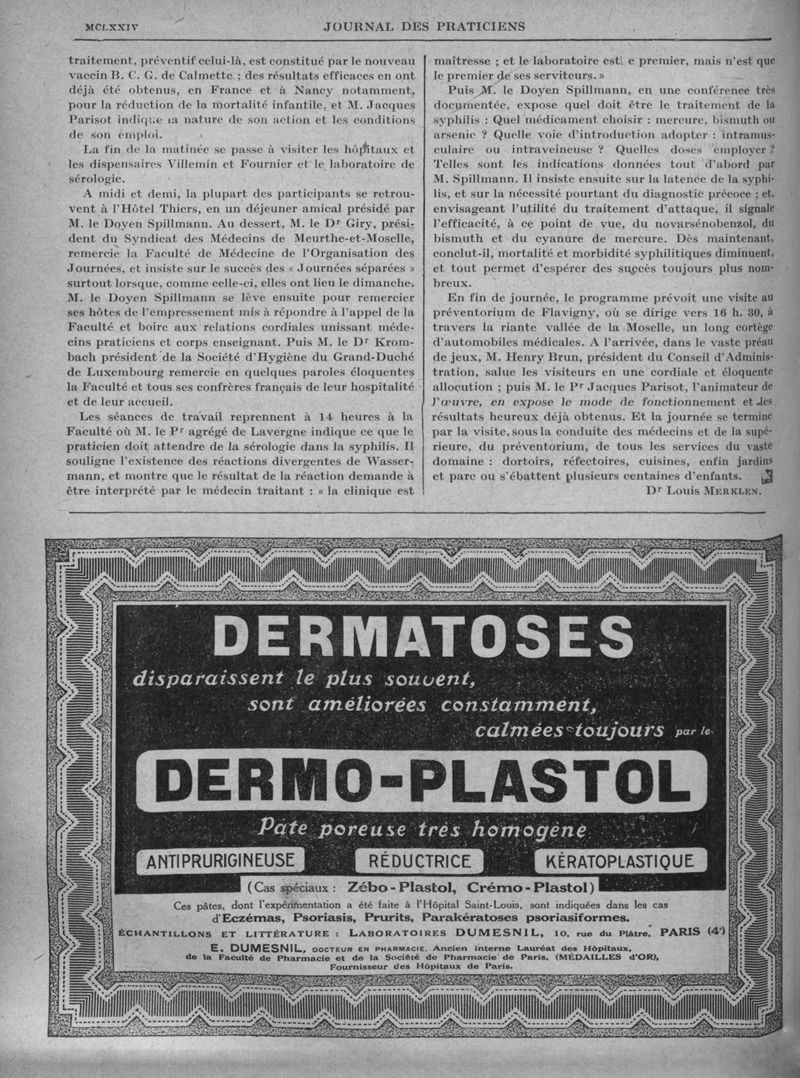 MCLXXIV
JOURNAL DES PRATICIENS
traitement, préventif celui-là, est constitué par le nouveau
vaccin B. C. G. de Calmette ; des résultats efficaces en ont
déjà été obtenus, en France et à Nancy notamment,
pour la réduction de la mortalité infantile, et M. Jacques
Parisot indique la nature de son action et les conditions
de son emploi.
La fin de la matinée se passe à visiter les hôpitaux et
les dispensaires Villemin et Fournier et le laboratoire de
sérologie.
A midi et demi, la plupart des participants se retrou-
vent à l'Hôtel Thiers, en un déjeuner amical présidé par
M. le Doyen Spillmann. Au dessert, M. le Dr Giry, prési-
dent du Syndicat des Médecins de Meurthe-et-Moselle,
remercie la Faculté de Médecine de l'Organisation des
Journées, et insiste sur le succès des « Journées séparées »
surtout lorsque, comme celle-ci, elles ont lieu le dimanche.
M. le Doyen Spillmann se lève ensuite pour remercier
ses hôtes de l'empressement mis à répondre à l'appel de la
Faculté et boire aux relations cordiales unissant méde-
cins praticiens et corps enseignant. Puis M. le Dr Krom-
bach président de la Société d'Hygiène du Grand-Duché
de Luxembourg remercie en quelques paroles éloquentes
la Faculté et tous ses confrères français de leur hospitalité
et de leur accueil.
Les séances de travail reprennent à 14 heures à la
Faculté où M. le Pr agrégé de Lavergne indique ce que le
praticien doit attendre de la sérologie dans la syphilis. Il
souligne l'existence des réactions divergentes de Wasser-
mann, et montre que le résultat de la réaction demande à
être interprété par le médecin traitant : « la clinique est
maîtresse ; et le laboratoire est e premier, mais n'est que
le premier de ses serviteurs. »
Puis M. le Doyen Spillmann, en une conférence très
documentée, expose quel doit être le traitement de la
syphilis : Quel médicament choisir : mercure, bismuth ou
arsenic ? Quelle voie d'introduction adopter : intramus-
culaire ou intraveineuse ? Quelles doses employer ?
Telles sont les indications données tout d'abord par
M. Spillmann. Il insiste ensuite sur la latence de la syphi-
lis, et sur la nécessité pourtant du diagnostic précoce ; et,
envisageant l'utilité du traitement d'attaque, il signale
l'efficacité, à ce point de vue, du novarsénobenzol, du
bismuth et du cyanure de mercure. Dès maintenant,
conclut-il, mortalité et morbidité syphilitiques diminuent,
et tout permet d'espérer des succès toujours plus nom-
breux.
En fin de journée, le programme prévoit une visite au
préventorium de Flavigny, où se dirige vers 16 h. 30, à
travers la riante vallée de la Moselle, un long cortège
d'automobiles médicales. A l'arrivée, dans le vaste préau
de jeux, M. Henry Brun, président du Conseil d'Adminis-
tration, salue les visiteurs en une cordiale et éloquente
allocution ; puis M. le Pr Jacques Parisot, l'animateur de
l'œuvre, en expose le mode de fonctionnement et les
résultats heureux déjà obtenus. Et la journée se termine
par la visite, sous la conduite des médecins et de la supé-
rieure, du préventorium, de tous les services du vaste
domaine : dortoirs, réfectoires, cuisines, enfin jardins
et parc ou s'ébattent plusieurs centaines d'enfants.
Dr Louis MERKLEN.
DERMATOSES
disparaissent le plus souvent,
sont améliorées constamment,
calmées toujours par le
DERMO-PLASTOL
Pâte poreuse très homogène
ANTIPRURIGINEUSE
RÉDUCTRICE
KÉRATOPLASTIQUE
(Cas spéciaux : Zébo-Plastol, Crémo-Plastol)
Ces pâtes, dont l'expérimentation a été faite à l'Hôpital Saint-Louis, sont indiquées dans les cas
d'Eczémas, Psoriasis, Prurits, Parakératoses psoriasiformes.
ÉCHANTILLONS ET LITTÉRATURE : LABORATOIRES DUMESNIL, 10, rue du Plâtre, PARIS (4e)
E. DUMESNIL, DOCTEUR EN PHARMACIE, Ancien Interne Lauréat des Hôpitaux,
de la Faculté de Pharmacie et de la Société de Pharmacie de Paris, (MÉDAILLES d'OR),
Fournisseur des Hôpitaux de Paris.